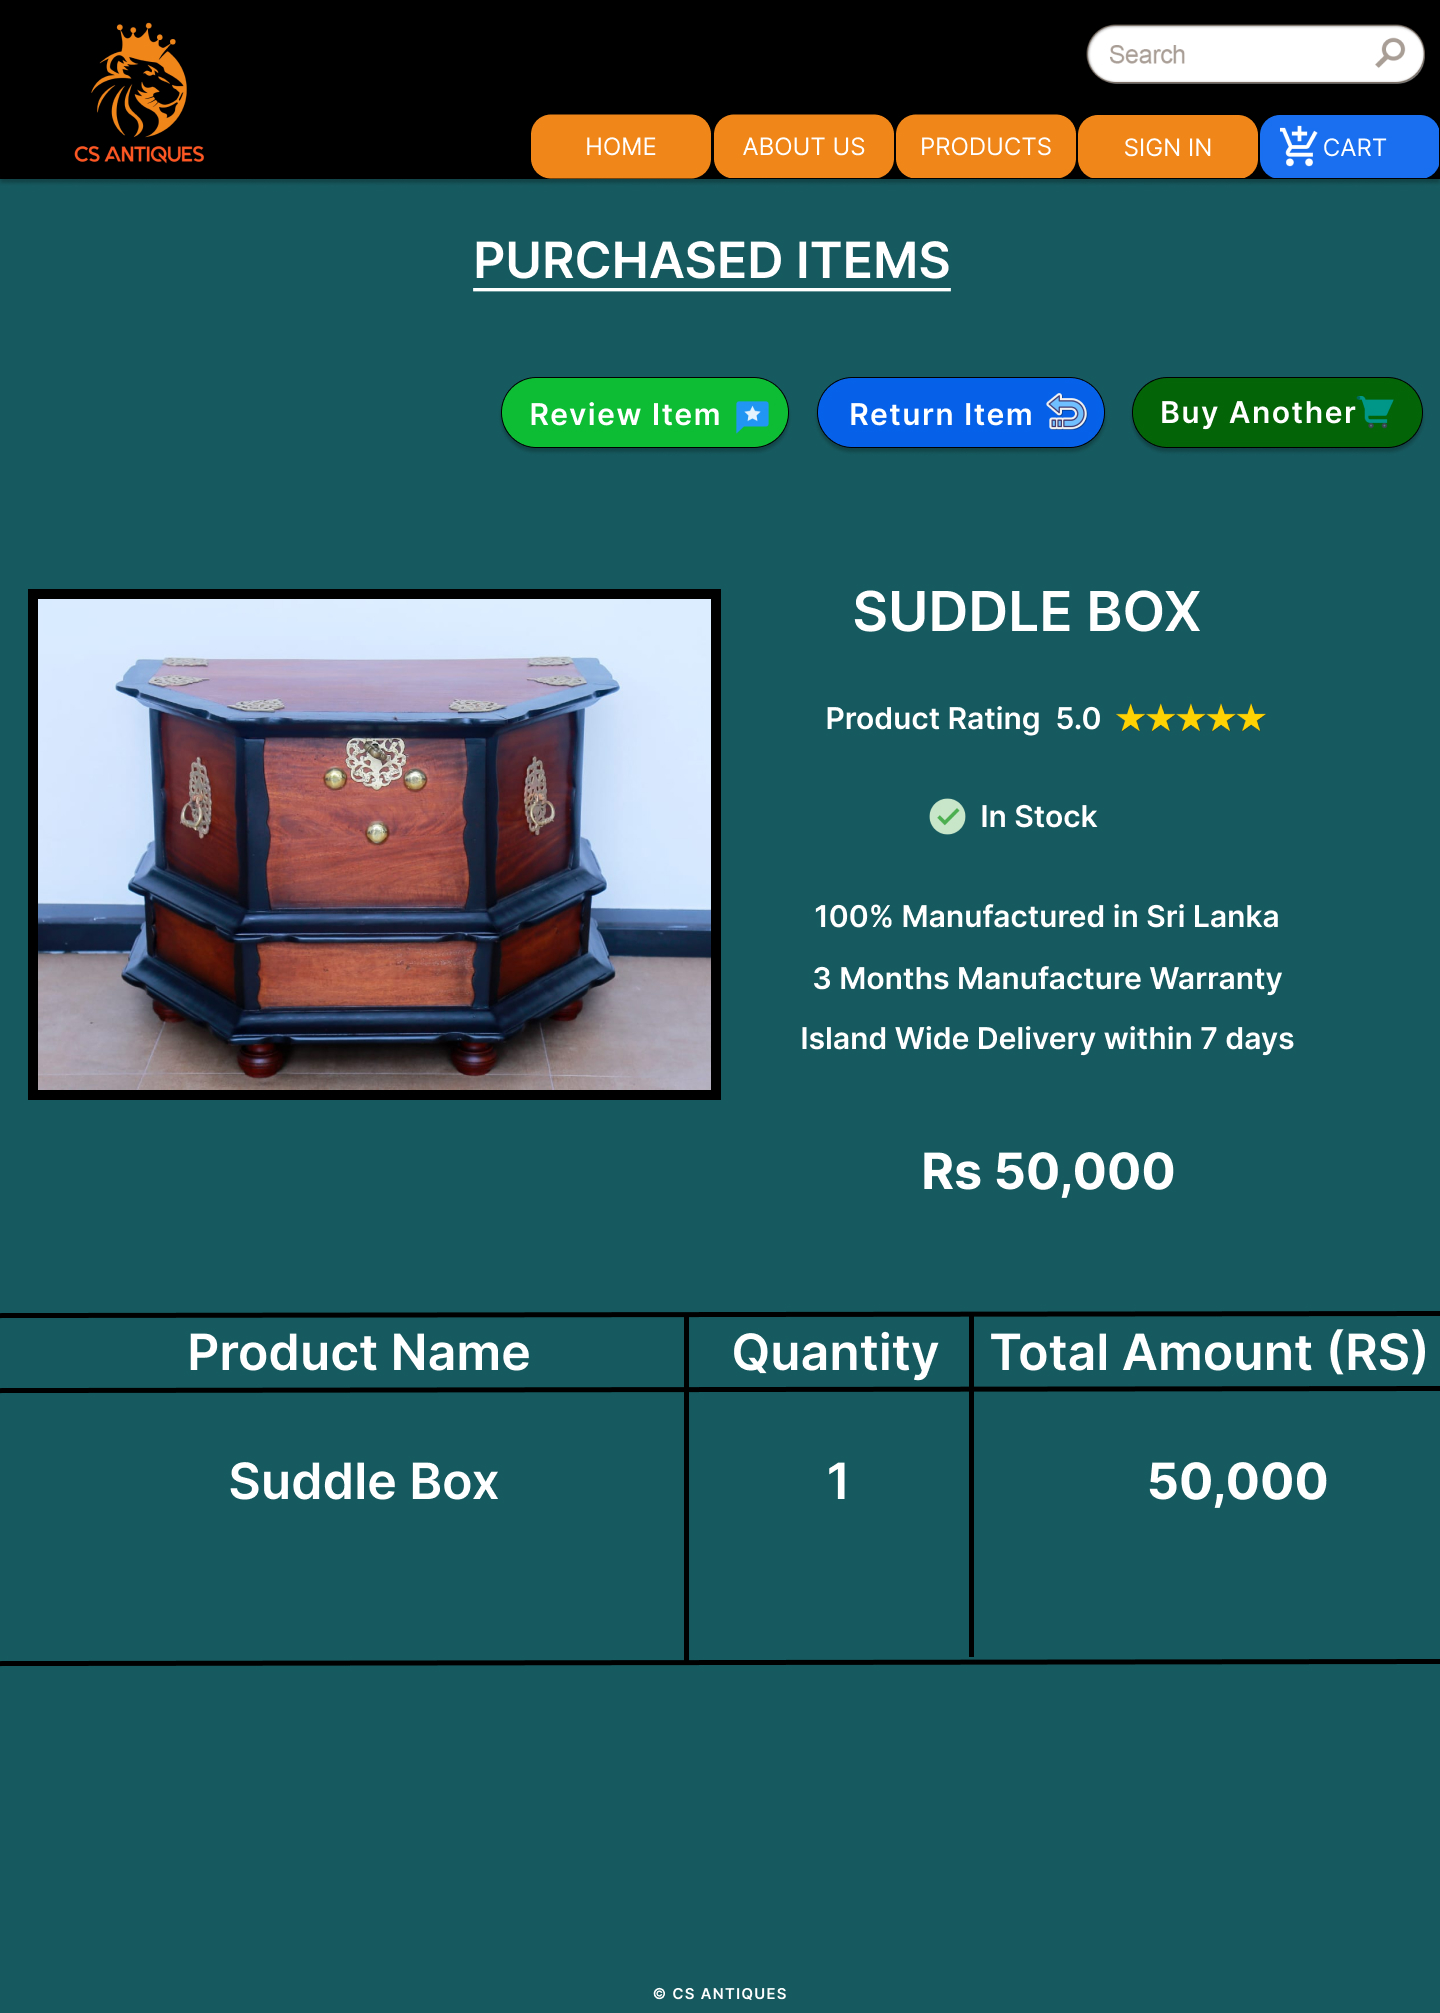 CS ANTIQUES
Search
HOME
ABOUT US
PRODUCTS
SIGN IN
CART
PURCHASED ITEMS
Review Item
Return Item
Buy Another
SUDDLE BOX
Product Rating 5.0 ★★★★★
In Stock
100% Manufactured in Sri Lanka
3 Months Manufacture Warranty
Island Wide Delivery within 7 days
Rs 50,000
Product Name Quantity Total Amount (RS)
Suddle Box 1 50,000
© CS ANTIQUES